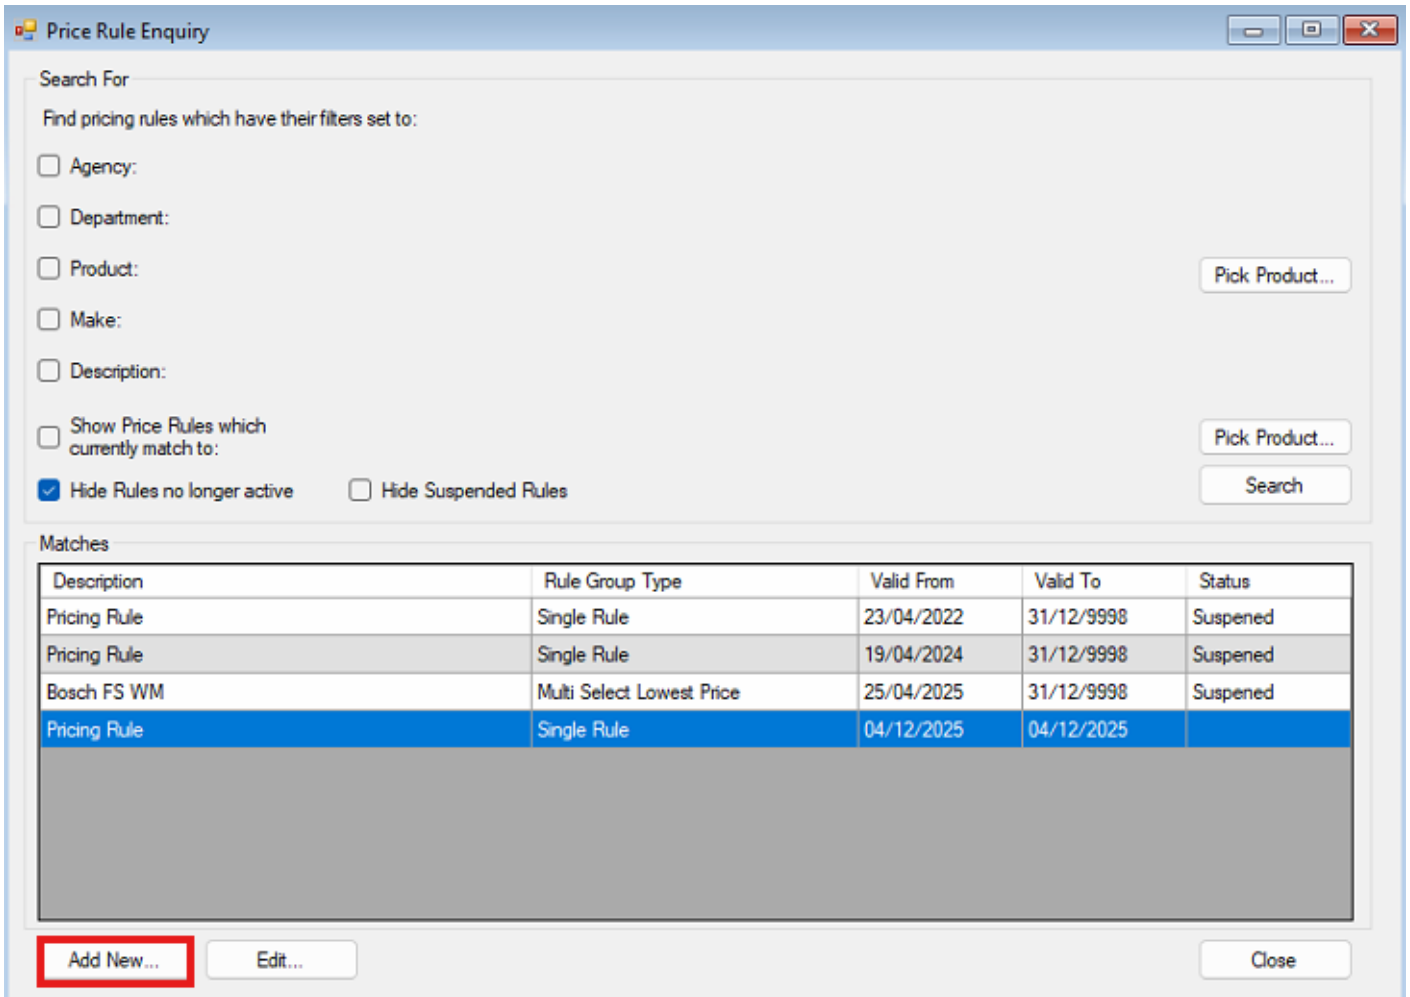 Price Rule Enquiry
Search For
Find pricing rules which have their filters set to:
Agency:
Department:
Product:
Pick Product...
Make:
Description:
Show Price Rules which
currently match to:
Pick Product...
Hide Rules no longer active Hide Suspended Rules
Search
Matches
Description Rule Group Type Valid From Valid To Status
Pricing Rule Single Rule 23/04/2022 31/12/9998 Suspened
Pricing Rule Single Rule 19/04/2024 31/12/9998 Suspened
Bosch FS WM Multi Select Lowest Price 25/04/2025 31/12/9998 Suspened
Pricing Rule Single Rule 04/12/2025 04/12/2025
Add New... Edit... Close